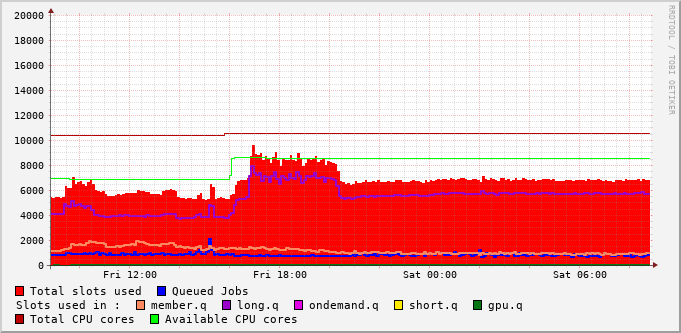 RRDTOOL / TOBI OETIKER
20000
18000
16000
14000
12000
10000
8000
6000
4000
2000
0
Fri 12:00 Fri 18:00 Sat 00:00 Sat 06:00
Total slots used Queued Jobs
Slots used in : member.q long.q ondemand.q short.q gpu.q
Total CPU cores Available CPU cores